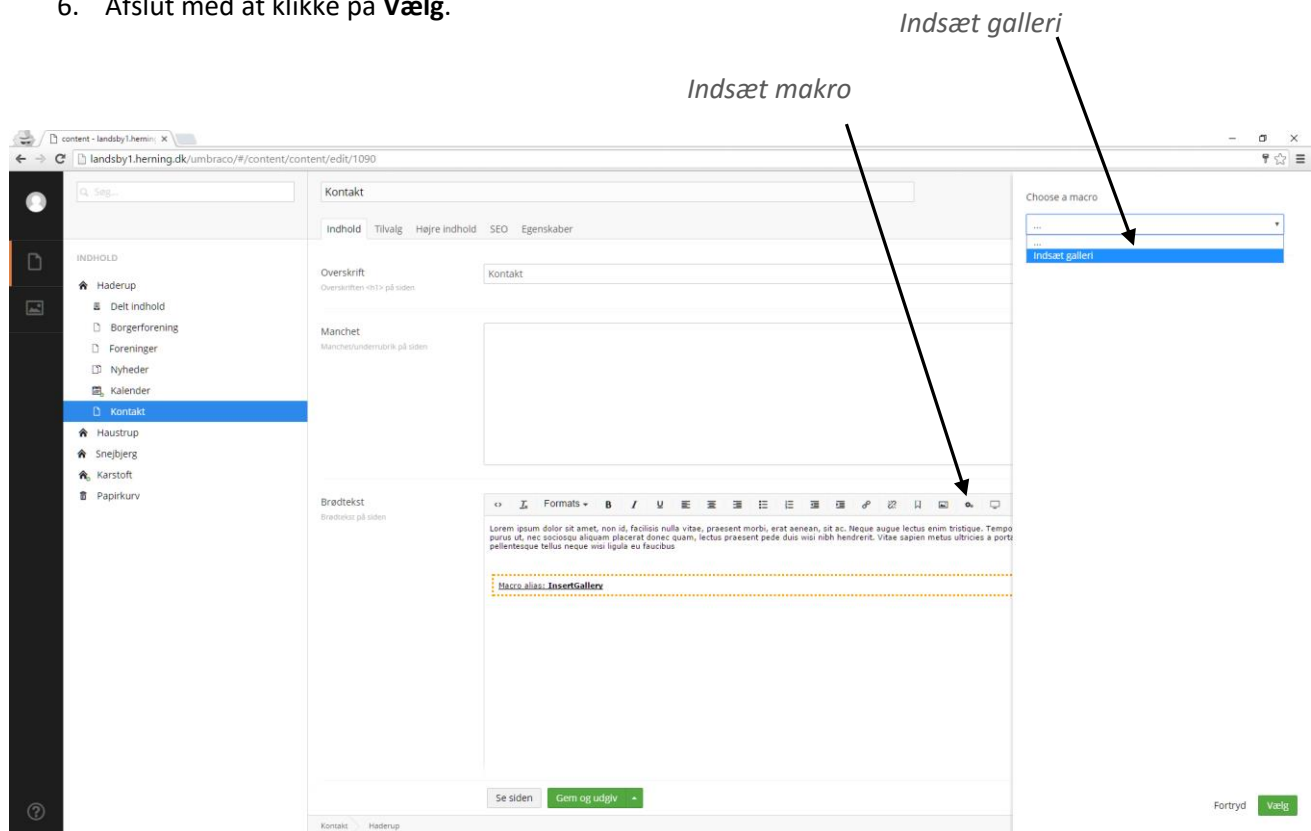 6. Afslut med at klikke på Vælg.
Indsæt galleri
Indsæt makro
content - landsby1.herning
landsby1.herning.dk/umbraco/#/content/content/edit/1090
Søg...
Kontakt
Indhold Tilvalg Højre indhold SEO Egenskaber
Choose a macro
...
...
Indsæt galleri
INDHOLD
Haderup
Delt indhold
Borgerforening
Foreninger
Nyheder
Kalender
Kontakt
Haustrup
Snejbjerg
Karstoft
Papirkurv
Overskrift
Overskriften <h1> på siden
Kontakt
Manchet
Manchet/underrubrik på siden
Brødtekst
Brødtekst på siden
Formats B I U
Lorem ipsum dolor sit amet, non id, facilisis nulla vitae, praesent morbi, erat aenean, sit ac. Neque augue lectus enim tristique. Tempo
purus ut, nec sociosqu aliquam placerat donec quam, lectus praesent pede duis wisi nibh hendrerit. Vitae sapien metus ultricies a porta
pellentesque tellus neque wisi ligula eu faucibus
Macro alias: InsertGallery
Se siden Gem og udgiv
Fortryd Vælg
Kontakt Haderup